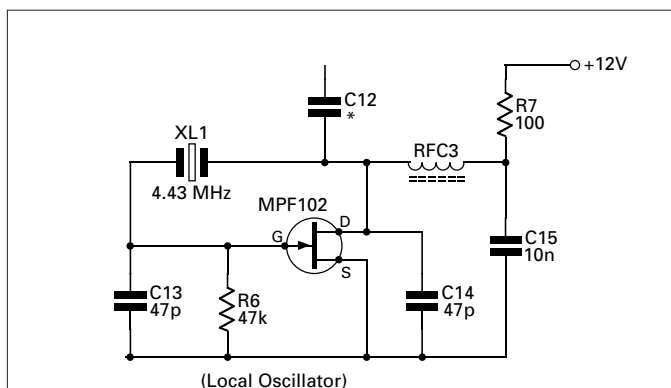 +12V
C12
*
R7
100
XL1
RFC3
4.43 MHz
MPF102
D
G
S
C15
10n
C13
47p
R6
47k
C14
47p
(Local Oscillator)